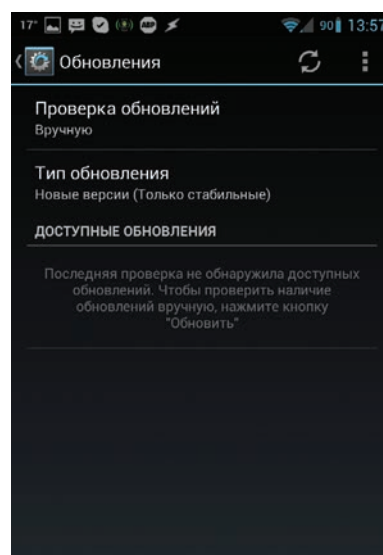 17° ABP 90 13:57
Обновления
Проверка обновлений
Вручную
Тип обновления
Новые версии (Только стабильные)
ДОСТУПНЫЕ ОБНОВЛЕНИЯ
Последняя проверка не обнаружила доступных
обновлений. Чтобы проверить наличие
обновлений вручную, нажмите кнопку
"Обновить"